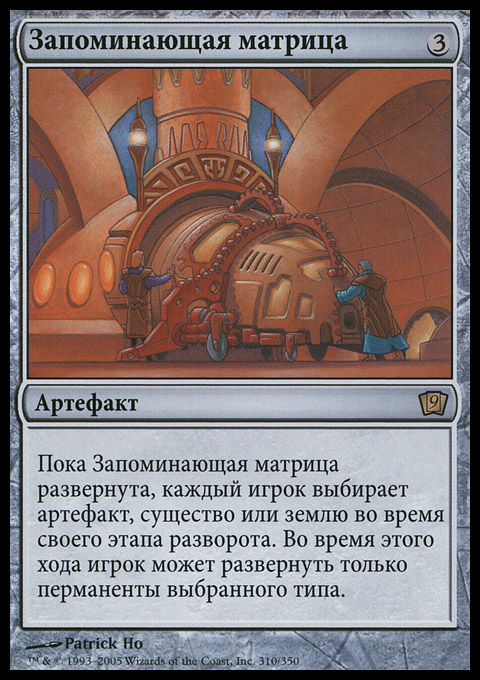 Запоминающая матрица 3
Артефакт 9
Пока Запоминающая матрица
развернута, каждый игрок выбирает
артефакт, существо или землю во время
своего этапа разворота. Во время этого
хода игрок может развернуть только
перманенты выбранного типа.
Patrick Ho
™ & © 1993–2005 Wizards of the Coast, Inc. 310/350